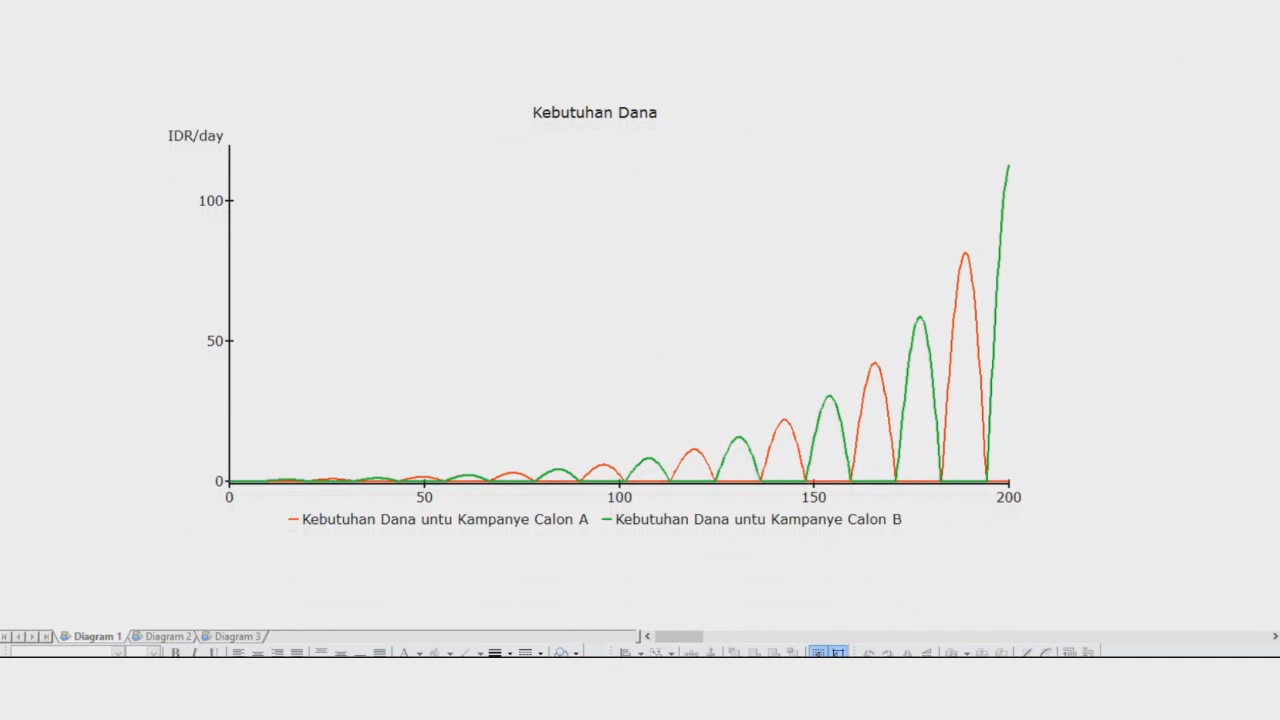 Kebutuhan Dana
IDR/day
100
50
0
0 50 100 150 200
Kebutuhan Dana untu Kampanye Calon A Kebutuhan Dana untu Kampanye Calon B
Diagram 1 Diagram 2 Diagram 3
B I U A